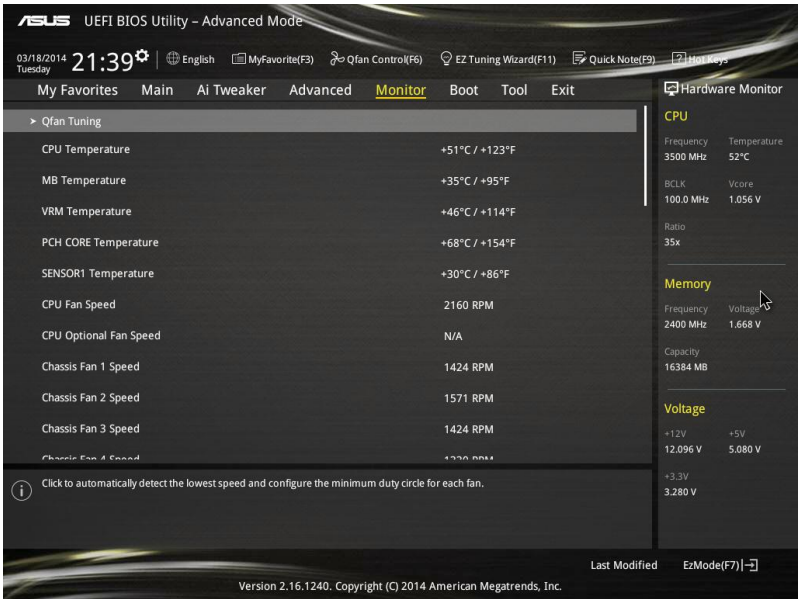 ASUS UEFI BIOS Utility – Advanced Mode
03/18/2014 Tuesday 21:39 English MyFavorite(F3) Qfan Control(F6) EZ Tuning Wizard(F11) Quick Note(F9) ? Hot Keys
My Favorites Main Ai Tweaker Advanced Monitor Boot Tool Exit
> Qfan Tuning
CPU Temperature +51°C / +123°F
MB Temperature +35°C / +95°F
VRM Temperature +46°C / +114°F
PCH CORE Temperature +68°C / +154°F
SENSOR1 Temperature +30°C / +86°F
CPU Fan Speed 2160 RPM
CPU Optional Fan Speed N/A
Chassis Fan 1 Speed 1424 RPM
Chassis Fan 2 Speed 1571 RPM
Chassis Fan 3 Speed 1424 RPM
Chassis Fan 4 Speed RPM
i Click to automatically detect the lowest speed and configure the minimum duty circle for each fan.
Hardware Monitor
CPU
Frequency Temperature
3500 MHz 52°C
BCLK Vcore
100.0 MHz 1.056 V
Ratio
35x
Memory
Frequency Voltage
2400 MHz 1.668 V
Capacity
16384 MB
Voltage
+12V +5V
12.096 V 5.080 V
+3.3V
3.280 V
Last Modified EzMode(F7)
Version 2.16.1240. Copyright (C) 2014 American Megatrends, Inc.